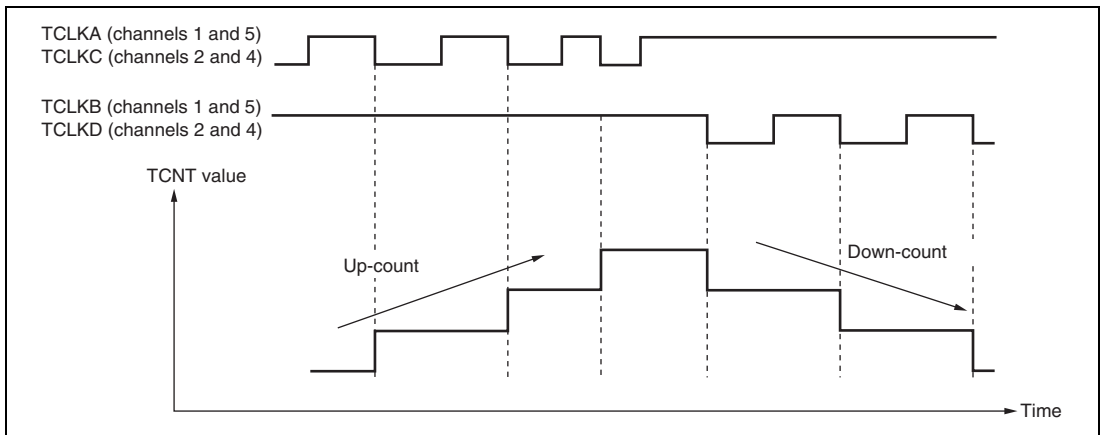 TCLKA (channels 1 and 5)
TCLKC (channels 2 and 4)
TCLKB (channels 1 and 5)
TCLKD (channels 2 and 4)
TCNT value
Up-count
Down-count
Time